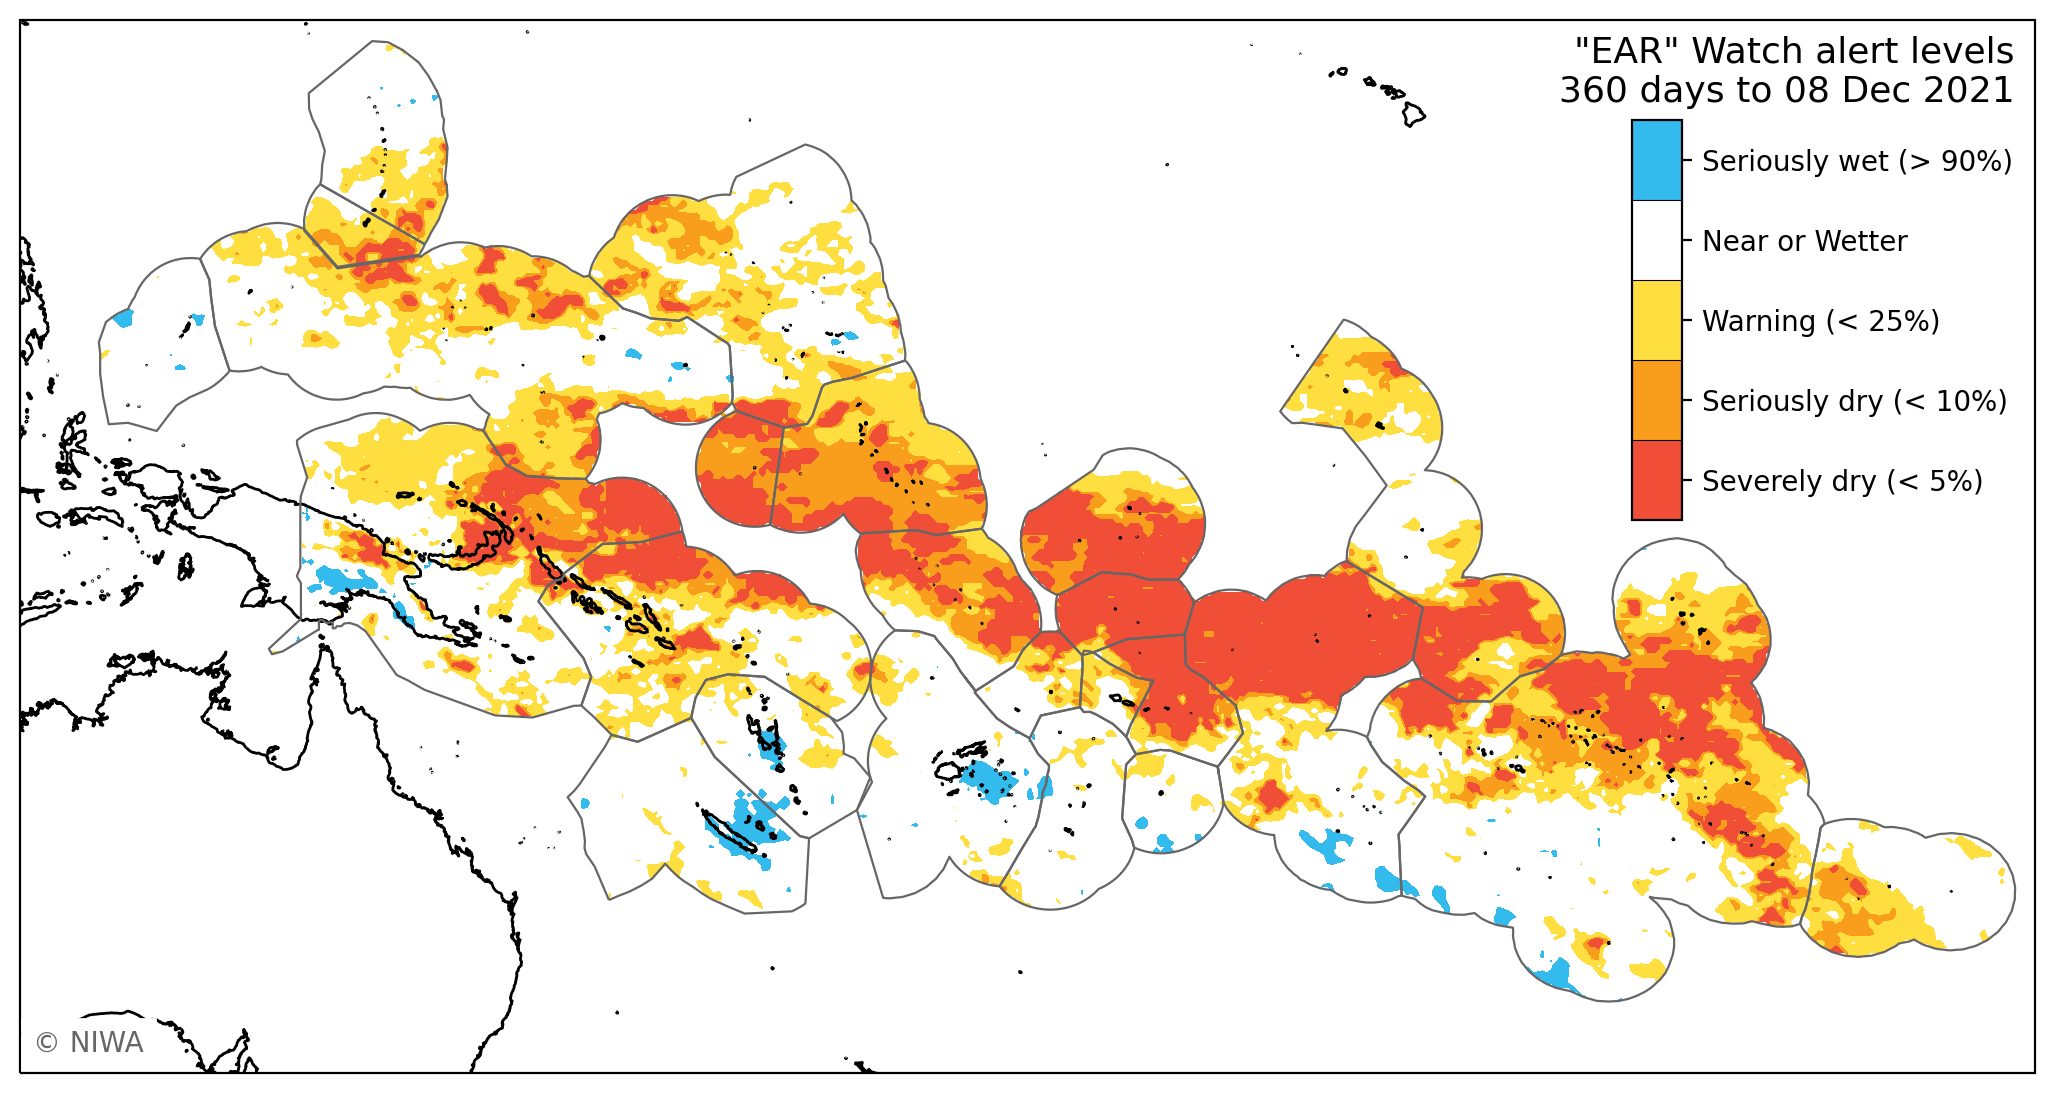 "EAR" Watch alert levels
360 days to 08 Dec 2021
Seriously wet (> 90%)
Near or Wetter
Warning (< 25%)
Seriously dry (< 10%)
Severely dry (< 5%)
© NIWA